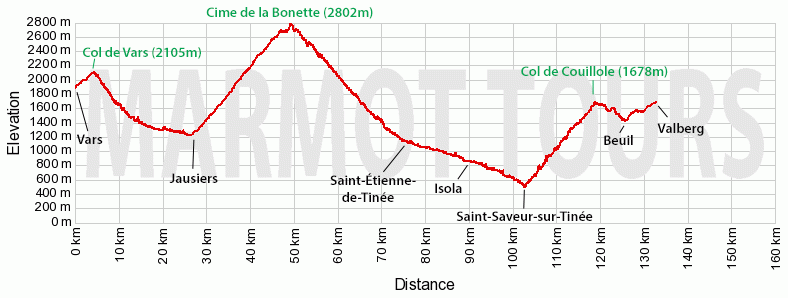 Cime de la Bonette (2802m)
Col de Vars (2105m)
Col de Couillole (1678m)
MARMOT TOURS
Elevation
2800 m
2600 m
2400 m
2200 m
2000 m
1800 m
1600 m
1400 m
1200 m
1000 m
800 m
600 m
400 m
200 m
0 m
Vars
Jausiers
Saint-Étienne-
de-Tinée
Isola
Saint-Saveur-sur-Tinée
Beuil
Valberg
0 km
10 km
20 km
30 km
40 km
50 km
60 km
70 km
80 km
90 km
100 km
110 km
120 km
130 km
140 km
150 km
160 km
Distance